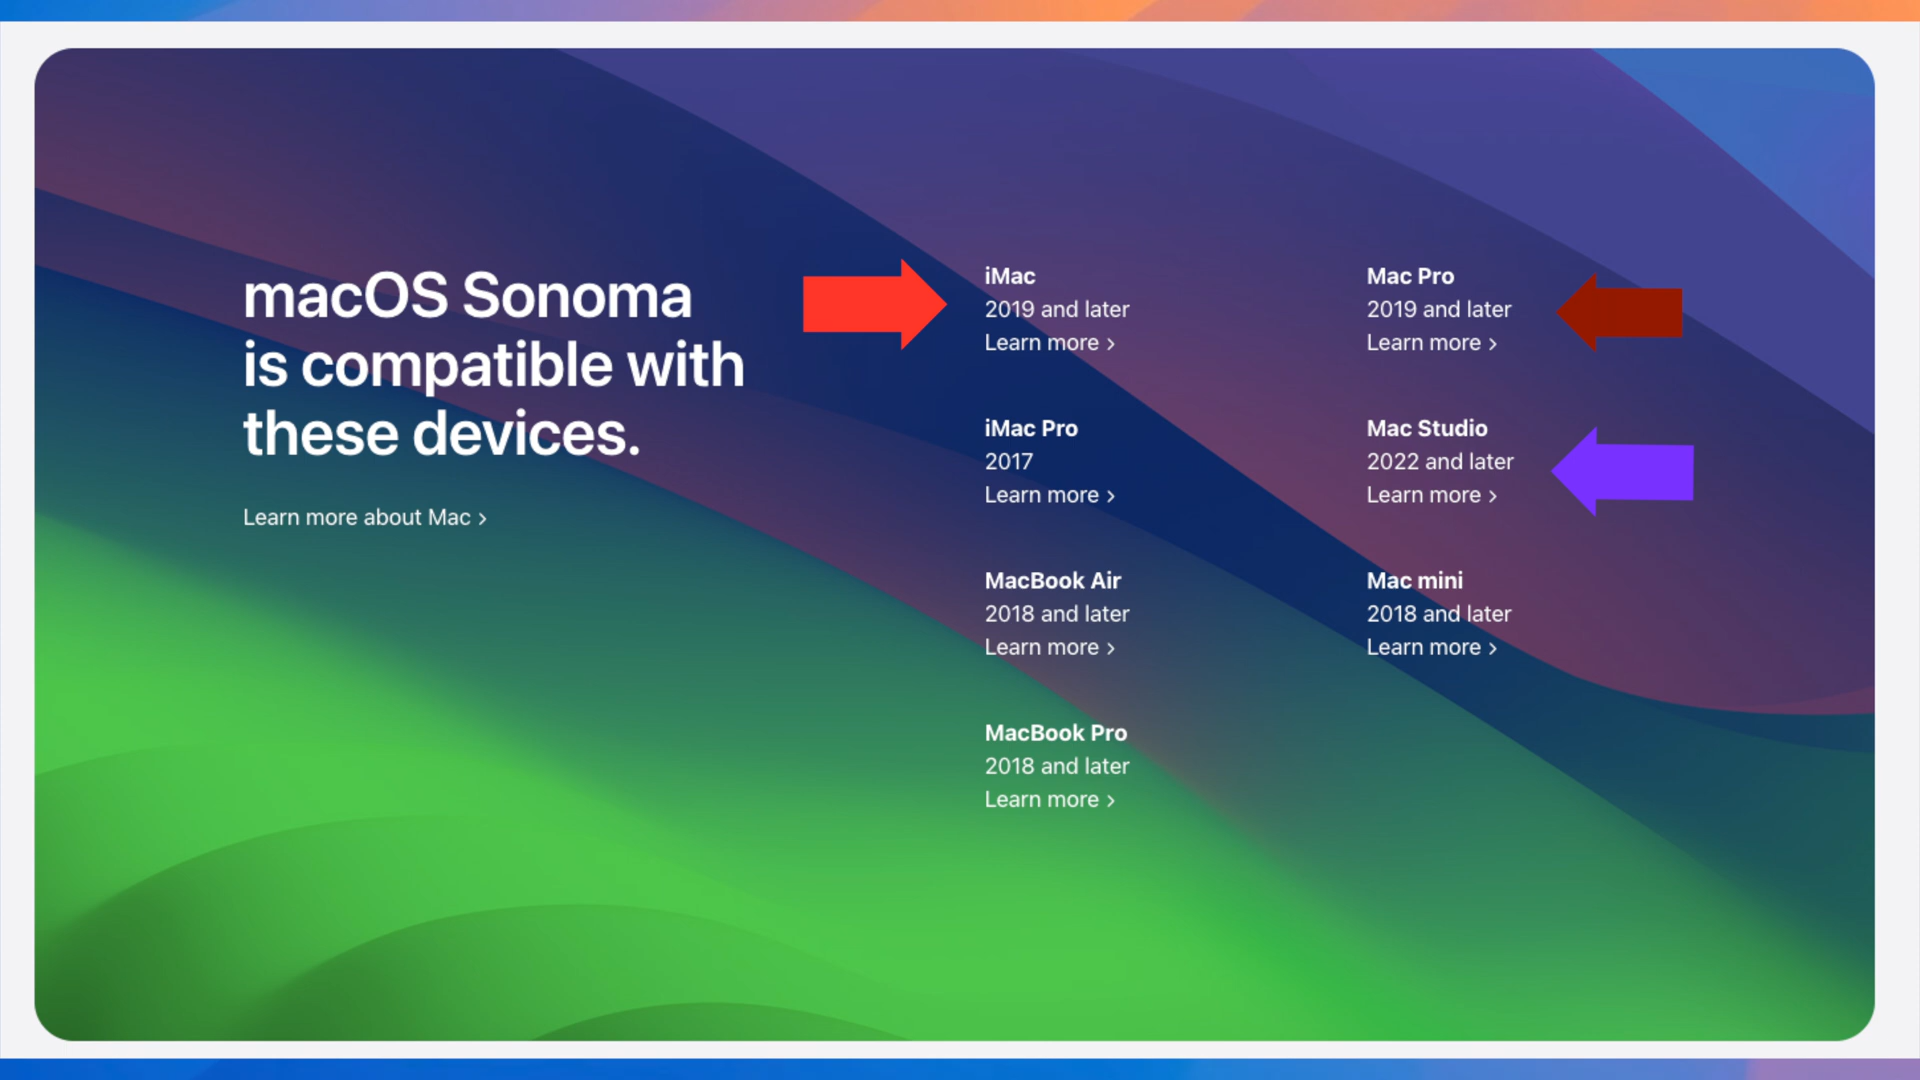 macOS Sonoma
is compatible with
these devices.
Learn more about Mac >
iMac
2019 and later
Learn more >
iMac Pro
2017
Learn more >
MacBook Air
2018 and later
Learn more >
MacBook Pro
2018 and later
Learn more >
Mac Pro
2019 and later
Learn more >
Mac Studio
2022 and later
Learn more >
Mac mini
2018 and later
Learn more >